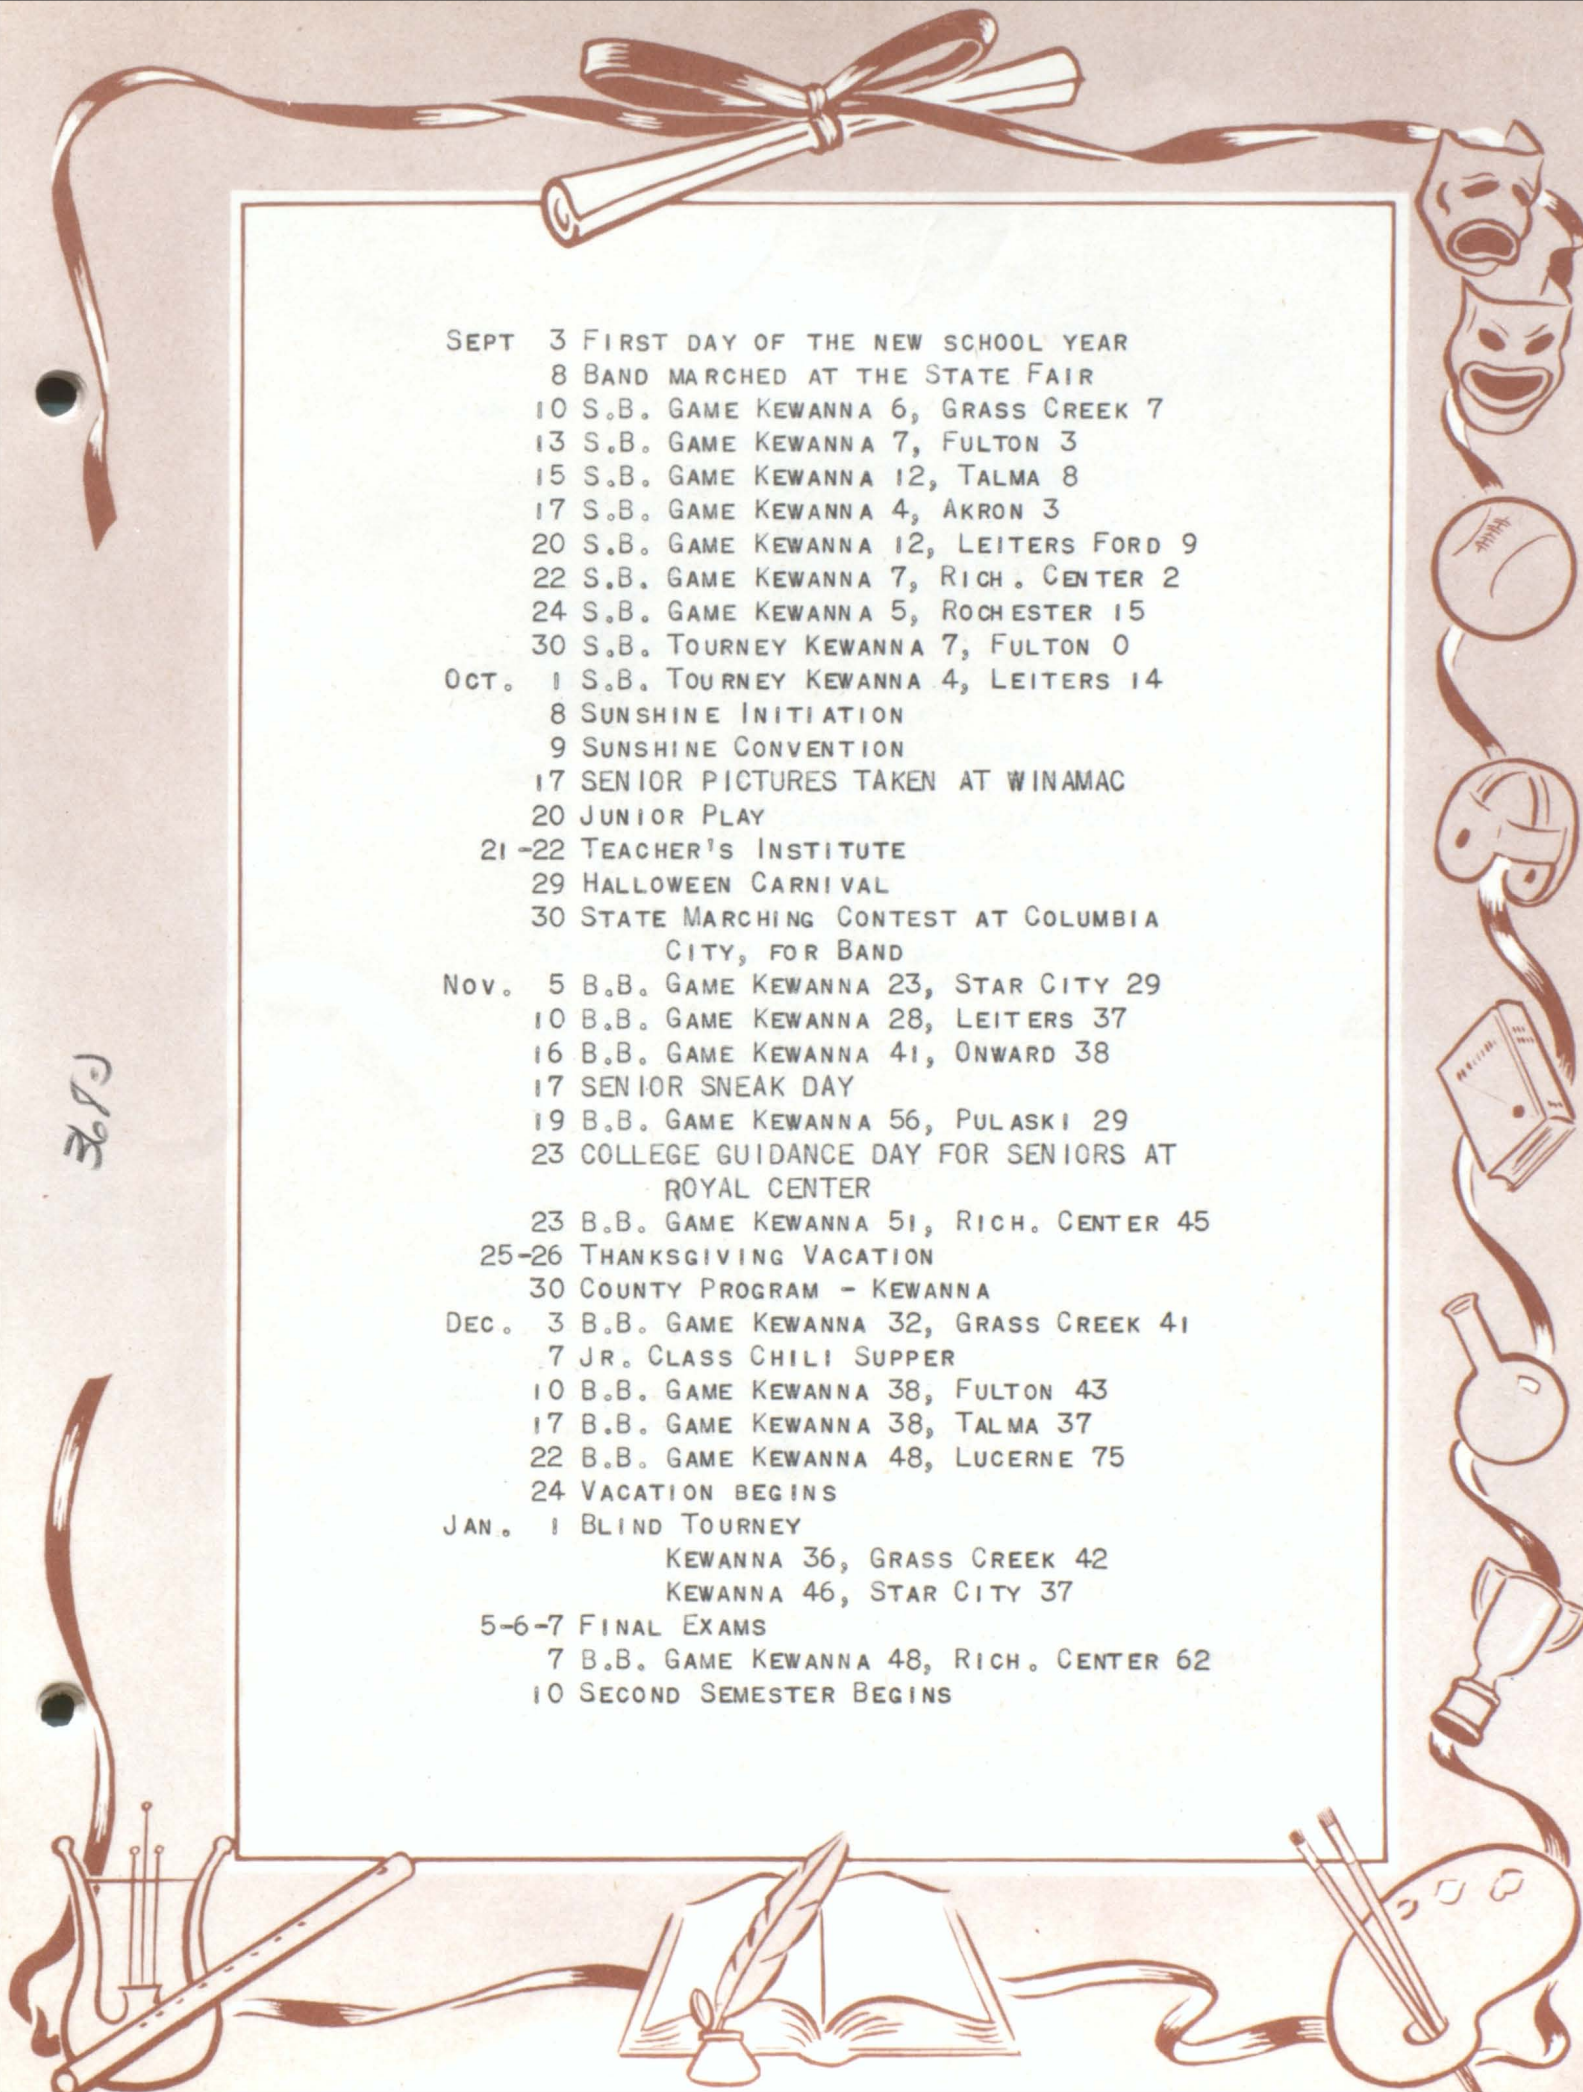 SEPT 3 FIRST DAY OF THE NEW SCHOOL YEAR
8 BAND MARCHED AT THE STATE FAIR
10 S.B. GAME KEWANNA 6, GRASS CREEK 7
13 S.B. GAME KEWANNA 7, FULTON 3
15 S.B. GAME KEWANNA 12, TALMA 8
17 S.B. GAME KEWANNA 4, AKRON 3
20 S.B. GAME KEWANNA 12, LEITERS FORD 9
22 S.B. GAME KEWANNA 7, RICH. CENTER 2
24 S.B. GAME KEWANNA 5, ROCHESTER 15
30 S.B. TOURNEY KEWANNA 7, FULTON 0
OCT. 1 S.B. TOURNEY KEWANNA 4, LEITERS 14
8 SUNSHINE INITIATION
9 SUNSHINE CONVENTION
17 SENIOR PICTURES TAKEN AT WINAMAC
20 JUNIOR PLAY
21-22 TEACHER'S INSTITUTE
29 HALLOWEEN CARNIVAL
30 STATE MARCHING CONTEST AT COLUMBIA
CITY, FOR BAND
NOV. 5 B.B. GAME KEWANNA 23, STAR CITY 29
10 B.B. GAME KEWANNA 28, LEITERS 37
16 B.B. GAME KEWANNA 41, ONWARD 38
17 SENIOR SNEAK DAY
19 B.B. GAME KEWANNA 56, PULASKI 29
23 COLLEGE GUIDANCE DAY FOR SENIORS AT
ROYAL CENTER
23 B.B. GAME KEWANNA 51, RICH. CENTER 45
25-26 THANKSGIVING VACATION
30 COUNTY PROGRAM - KEWANNA
DEC. 3 B.B. GAME KEWANNA 32, GRASS CREEK 41
7 JR. CLASS CHILI SUPPER
10 B.B. GAME KEWANNA 38, FULTON 43
17 B.B. GAME KEWANNA 38, TALMA 37
22 B.B. GAME KEWANNA 48, LUCERNE 75
24 VACATION BEGINS
JAN. 1 BLIND TOURNEY
KEWANNA 36, GRASS CREEK 42
KEWANNA 46, STAR CITY 37
5-6-7 FINAL EXAMS
7 B.B. GAME KEWANNA 48, RICH. CENTER 62
10 SECOND SEMESTER BEGINS